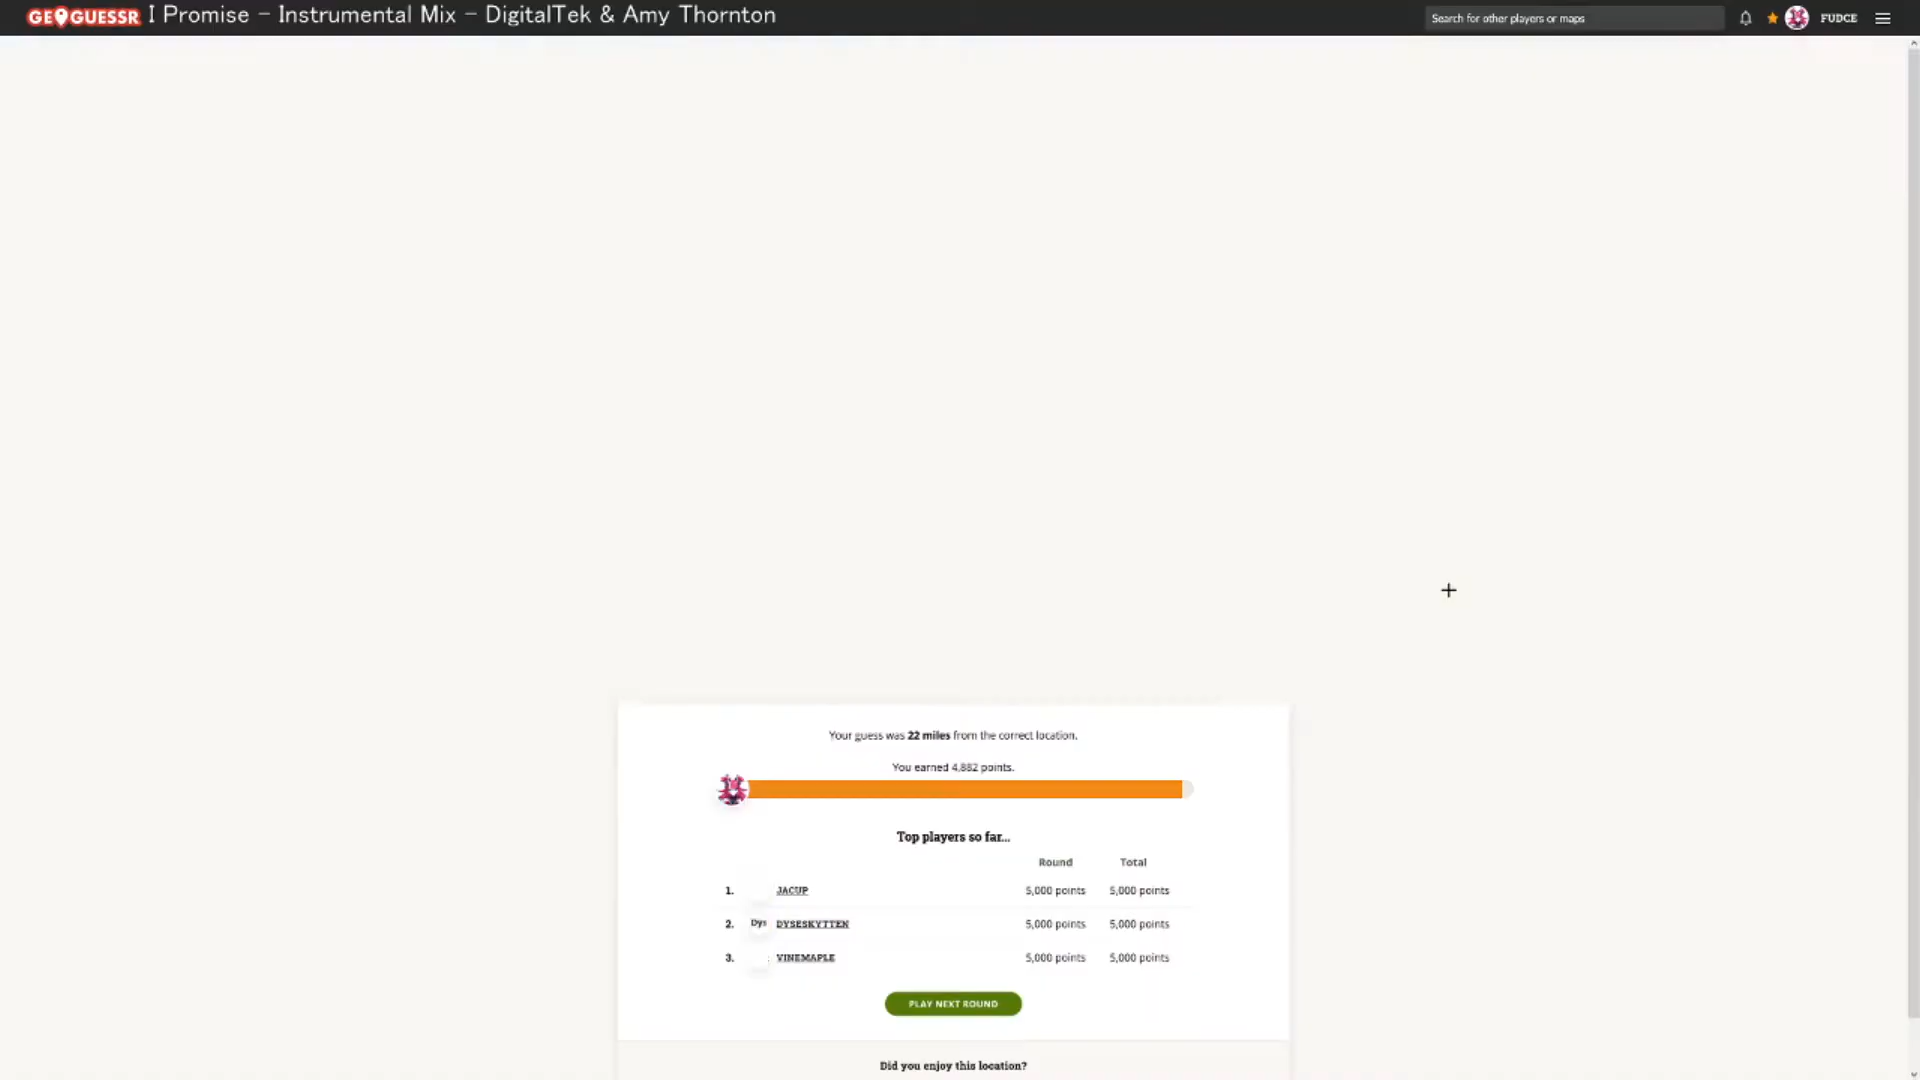 GEOGUESSR I Promise - Instrumental Mix - DigitalTek & Amy Thornton
Search for other players or maps
FUDCE
Your guess was 22 miles from the correct location.
You earned 4,882 points.
Top players so far...
Round Total
1. JACUP 5,000 points 5,000 points
2. Dys DYSESKYTTEN 5,000 points 5,000 points
3. VINEMAPLE 5,000 points 5,000 points
PLAY NEXT ROUND
Did you enjoy this location?